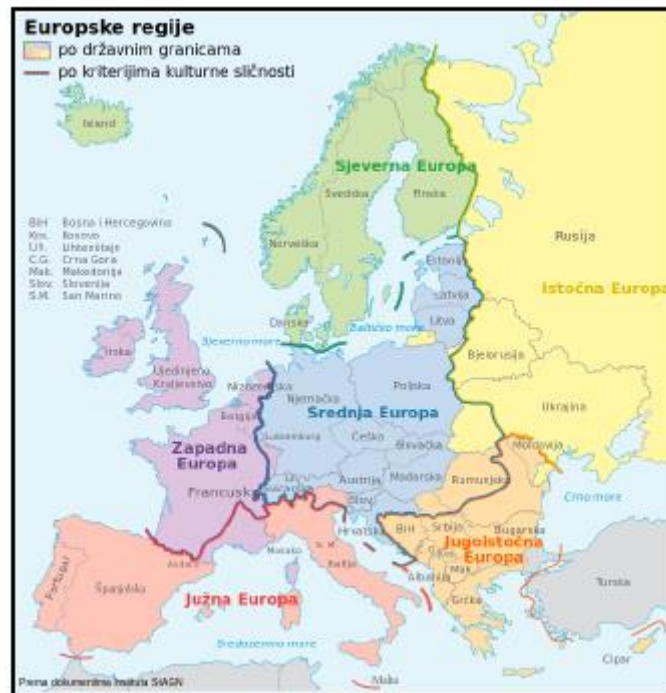 Europske regije
po državnim granicama
po kriterijima kulturne sličnosti
Island
Sjeverna Europa
Švedska
Finska
Norveška
Rusija
BiH Bosna i Hercegovina
Kos. Kosovo
Lih. Lihtenštajn
C.G. Crna Gora
Mak. Makedonija
Slov. Slovenija
S.M. San Marino
Estonija
Istočna Europa
Latvija
Danska
Litva
Sjeverno more
Baltičko more
Irska
Bjelorusija
Ujedinjeno
Kraljevstvo
Nizozemska
Njemačka
Poljska
Belgija
Srednja Europa
Ukrajina
Luxemburg
Češka
Slovačka
Moldavija
Zapadna
Europa
Austrija
Mađarska
Rumunjska
Francuska
Slov.
Crno more
Hrvatska
BiH
Srbija
Bugarska
Monako
S. M.
Italija
Jugoistočna
Europa
Andora
C.G.
Kos.
Mak.
Turska
Portugal
Španjolska
Južna Europa
Albanija
Grčka
Sredozemno more
Cipar
Malta
Prema dokumentima Instituta StAGN